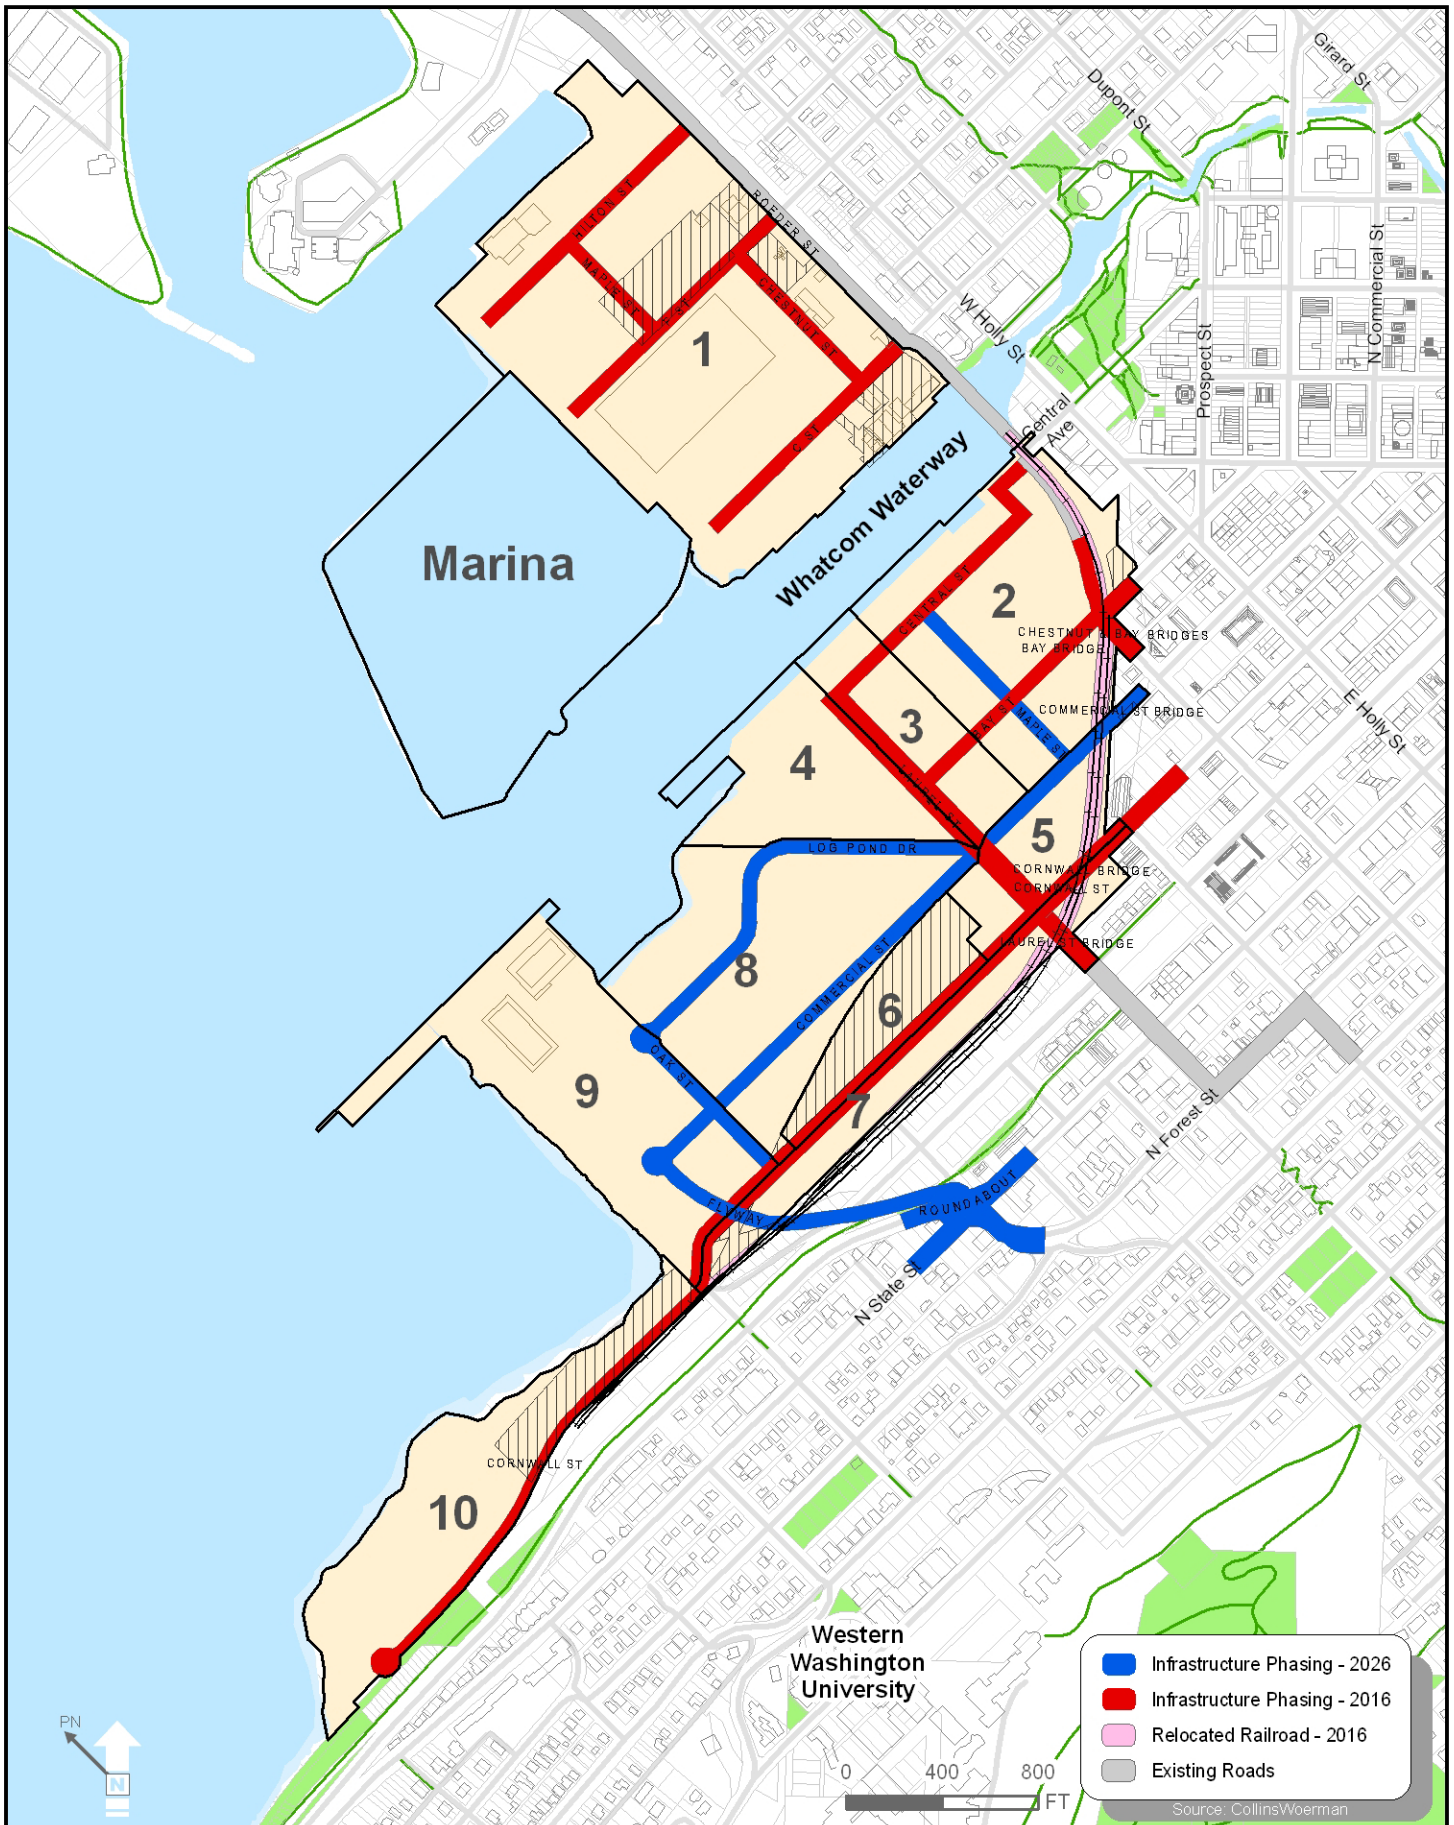 Girard St
Dupont St
N Commercial St
Prospect St
W Holly St
Central
Ave
HILTON ST
ROEDER ST
MAPLE ST
F ST
CHESTNUT ST
1
C ST
Marina
Whatcom Waterway
CENTRAL ST
2
CHESTNUT & BAY BRIDGES
BAY BRIDGE
E Holly St
COMMERCIAL ST BRIDGE
BAY ST
MAPLE ST
3
4
LAUREL ST
5
LOG POND DR
CORNWALL BRIDGE
CORNWALL ST
LAUREL ST BRIDGE
8
COMMERCIAL ST
6
OAK ST
9
7
N Forest St
FLYWAY
ROUNDABOUT
N State St
CORNWALL ST
10
Western
Washington
University
Infrastructure Phasing - 2026
Infrastructure Phasing - 2016
Relocated Railroad - 2016
Existing Roads
PN
N
0 400 800
FT
Source: CollinsWoerman